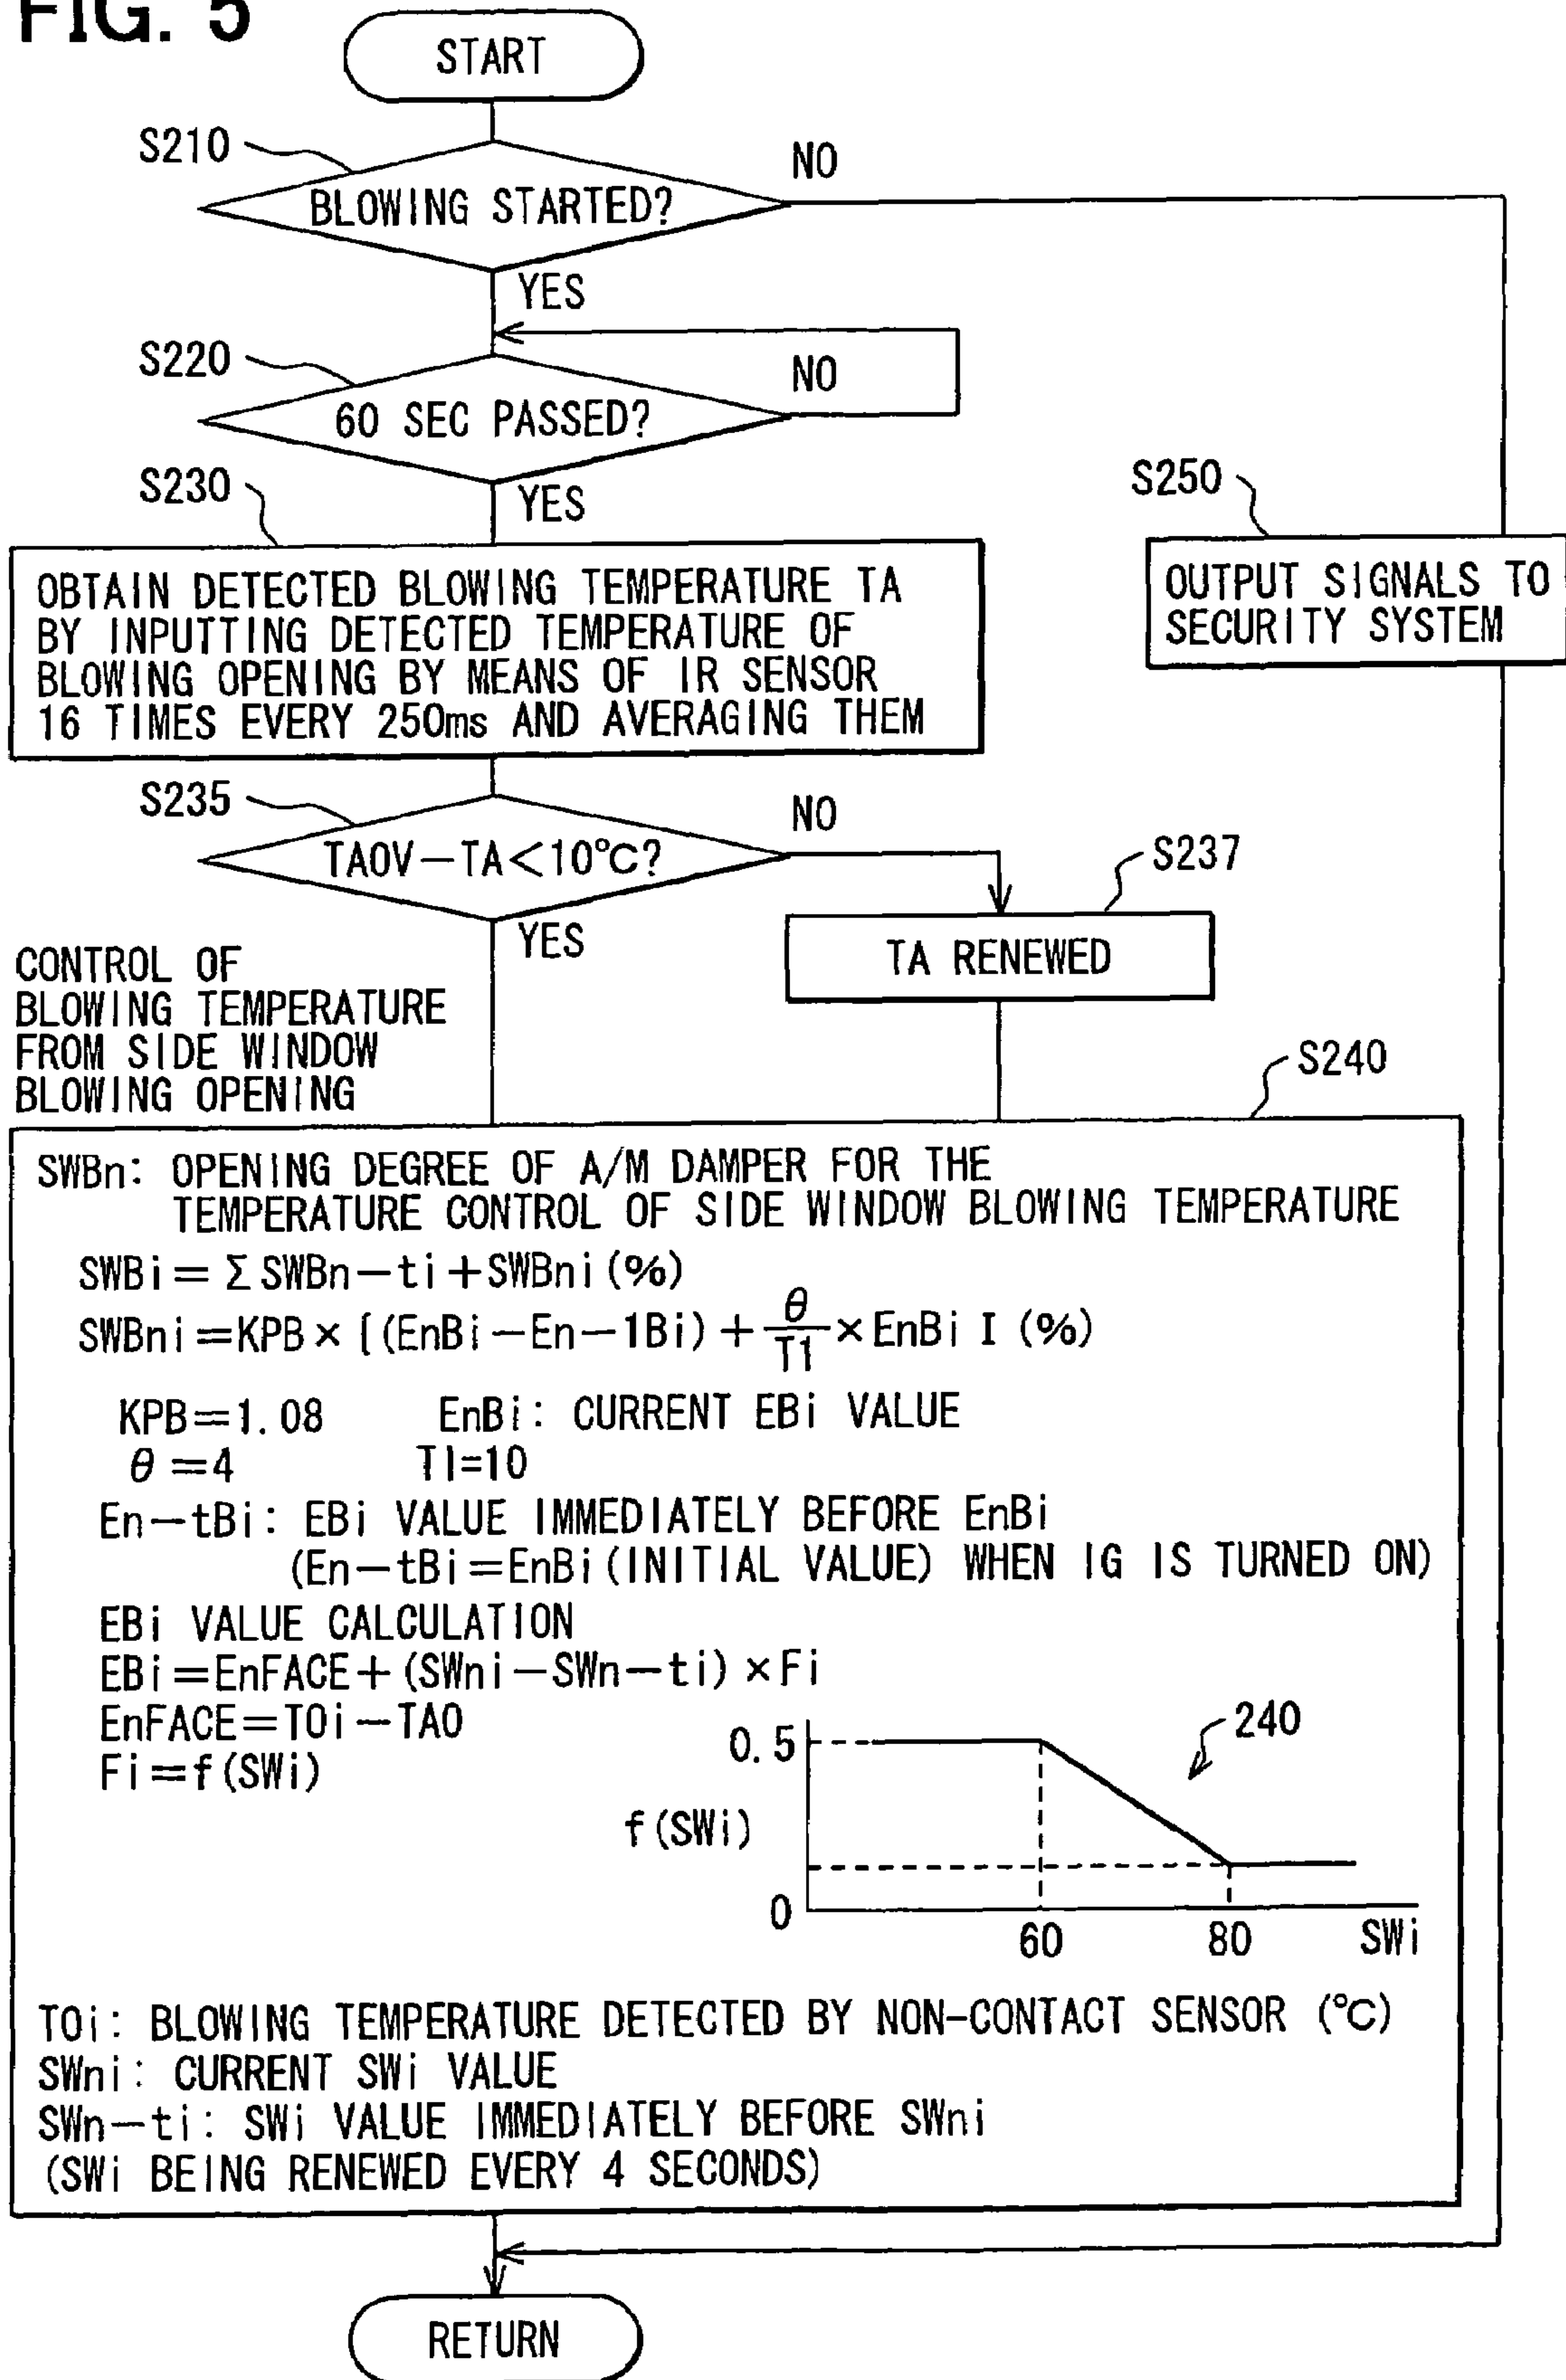 FIG. 5
START
S210
BLOWING STARTED?
NO
YES
S220
60 SEC PASSED?
NO
YES
S230
OBTAIN DETECTED BLOWING TEMPERATURE TA
BY INPUTTING DETECTED TEMPERATURE OF
BLOWING OPENING BY MEANS OF IR SENSOR
16 TIMES EVERY 250ms AND AVERAGING THEM
S250
OUTPUT SIGNALS TO
SECURITY SYSTEM
S235
TAOV−TA<10℃?
NO
YES
S237
TA RENEWED
CONTROL OF
BLOWING TEMPERATURE
FROM SIDE WINDOW
BLOWING OPENING
S240
SWBn: OPENING DEGREE OF A/M DAMPER FOR THE
TEMPERATURE CONTROL OF SIDE WINDOW BLOWING TEMPERATURE
SWBi=ΣSWBn−ti+SWBni(%)
SWBni=KPB×[(EnBi−En−1Bi)+θ/T1×EnBi I (%)
KPB=1.08 EnBi: CURRENT EBi VALUE
θ=4 TI=10
En−tBi: EBi VALUE IMMEDIATELY BEFORE EnBi
(En−tBi=EnBi(INITIAL VALUE) WHEN IG IS TURNED ON)
EBi VALUE CALCULATION
EBi=EnFACE+(SWni−SWn−ti)×Fi
EnFACE=TOi−TAO
Fi=f(SWi)
240
0.5
f(SWi)
0
60 80 SWi
TOi: BLOWING TEMPERATURE DETECTED BY NON-CONTACT SENSOR (℃)
SWni: CURRENT SWi VALUE
SWn−ti: SWi VALUE IMMEDIATELY BEFORE SWni
(SWi BEING RENEWED EVERY 4 SECONDS)
RETURN